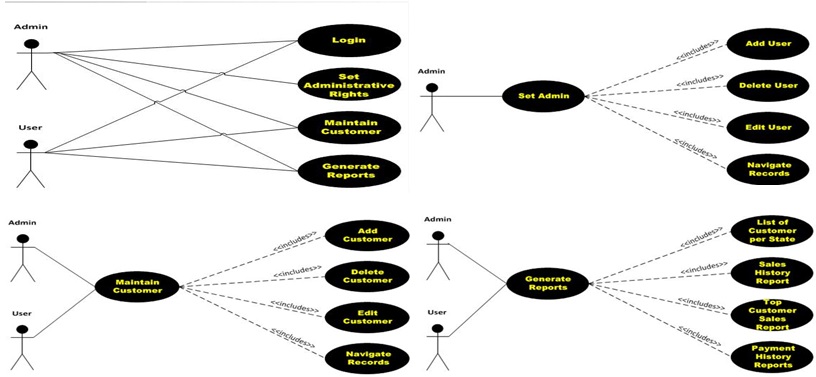 Admin
Login
Set
Administrative
Rights
User
Maintain
Customer
Generate
Reports
Admin
Set Admin
<<includes>>
Add User
<<includes>>
Delete User
<<includes>>
Edit User
<<includes>>
Navigate
Records
Admin
User
Maintain
Customer
<<includes>>
Add
Customer
<<includes>>
Delete
Customer
<<includes>>
Edit
Customer
<<includes>>
Navigate
Records
Admin
User
Generate
Reports
<<includes>>
List of
Customer
per State
<<includes>>
Sales
History
Report
<<includes>>
Top
Customer
Sales
Report
<<includes>>
Payment
History
Reports